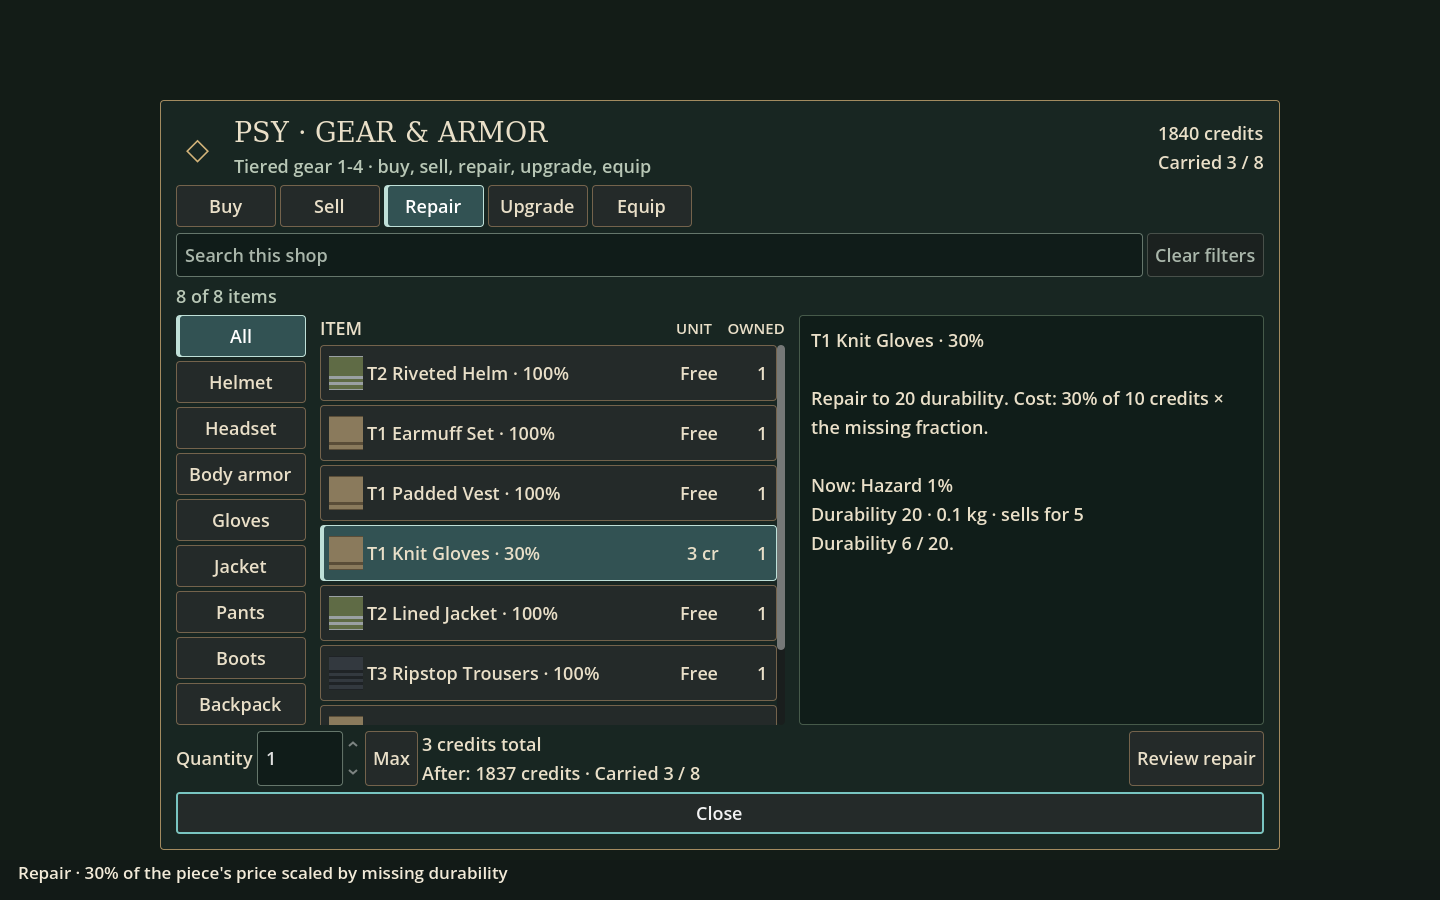 PSY · GEAR & ARMOR
Tiered gear 1-4 · buy, sell, repair, upgrade, equip
1840 credits
Carried 3 / 8
Buy
Sell
Repair
Upgrade
Equip
Search this shop
Clear filters
8 of 8 items
All
Helmet
Headset
Body armor
Gloves
Jacket
Pants
Boots
Backpack
ITEM UNIT OWNED
T2 Riveted Helm · 100% Free 1
T1 Earmuff Set · 100% Free 1
T1 Padded Vest · 100% Free 1
T1 Knit Gloves · 30% 3 cr 1
T2 Lined Jacket · 100% Free 1
T3 Ripstop Trousers · 100% Free 1
T1 Knit Gloves · 30%
Repair to 20 durability. Cost: 30% of 10 credits ×
the missing fraction.
Now: Hazard 1%
Durability 20 · 0.1 kg · sells for 5
Durability 6 / 20.
Quantity 1
Max
3 credits total
After: 1837 credits · Carried 3 / 8
Review repair
Close
Repair · 30% of the piece's price scaled by missing durability